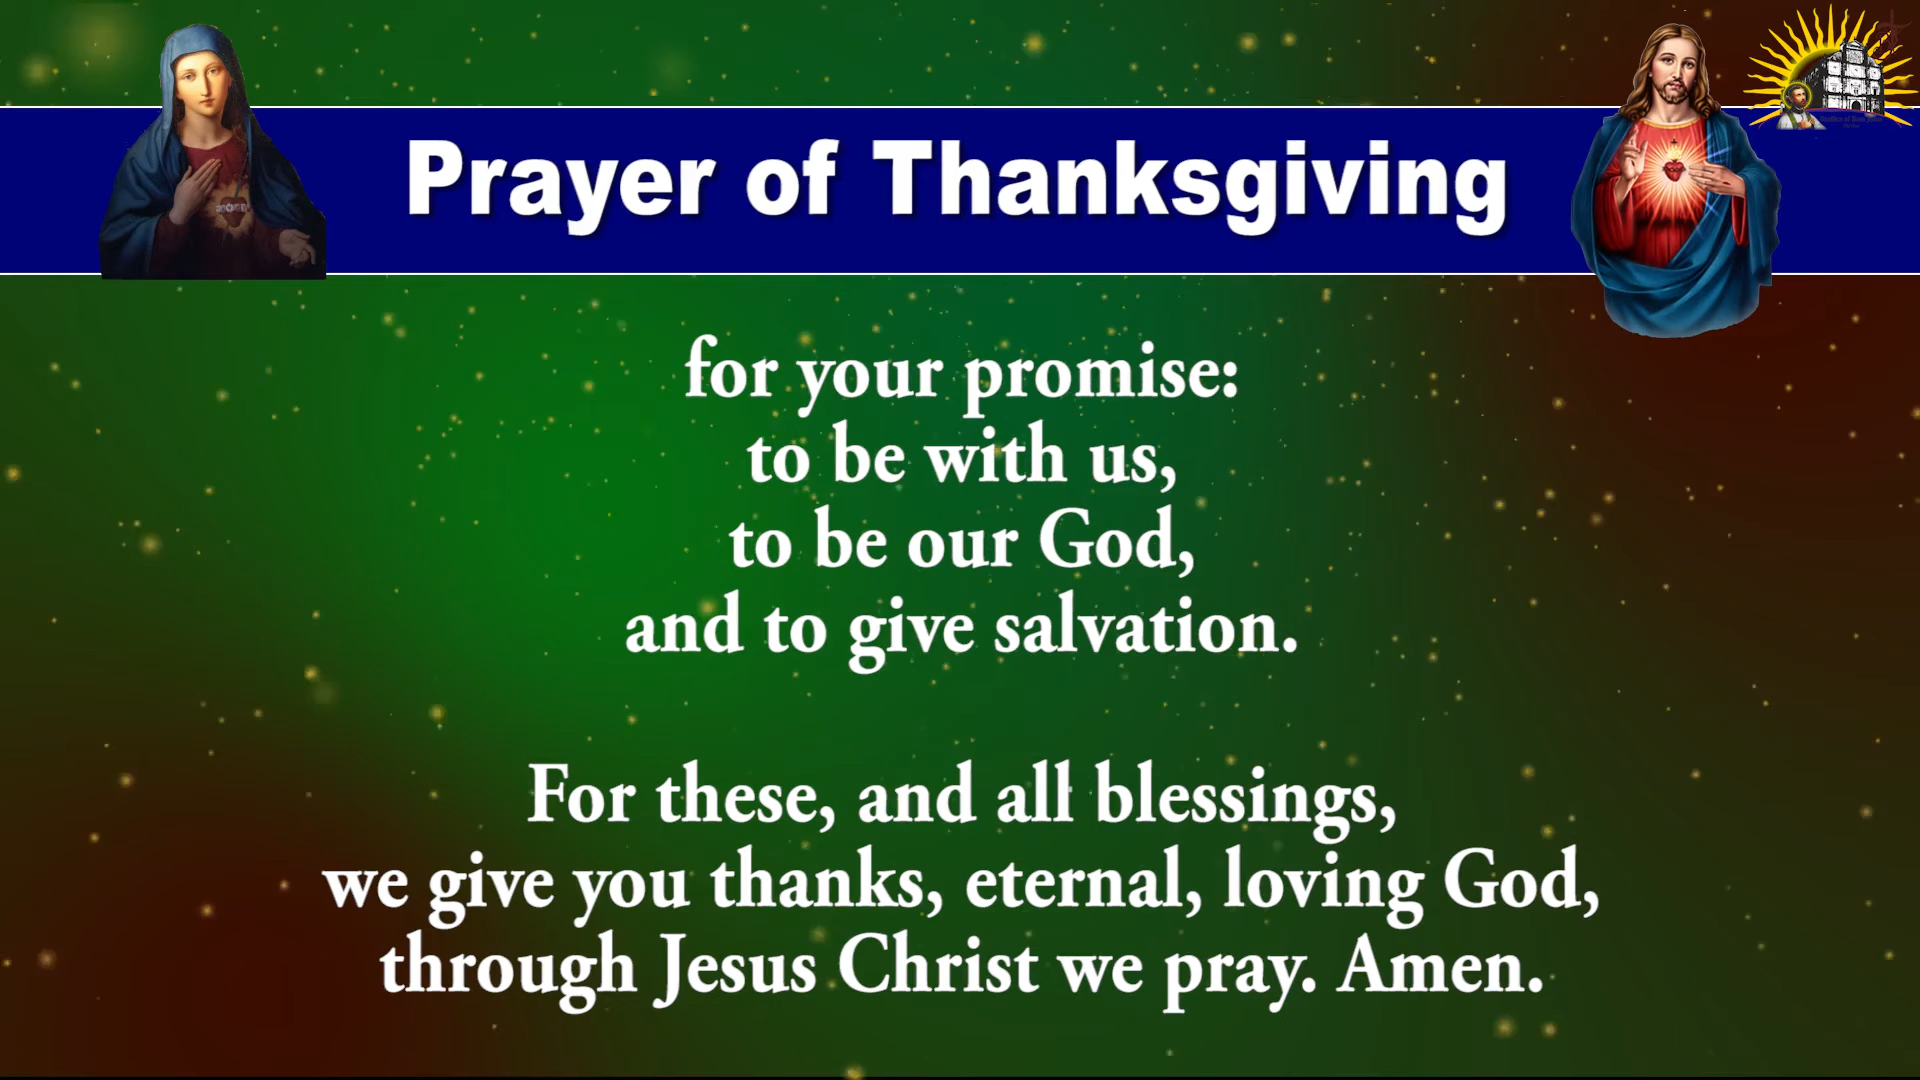 Prayer of Thanksgiving
for your promise:
to be with us,
to be our God,
and to give salvation.
For these, and all blessings,
we give you thanks, eternal, loving God,
through Jesus Christ we pray. Amen.